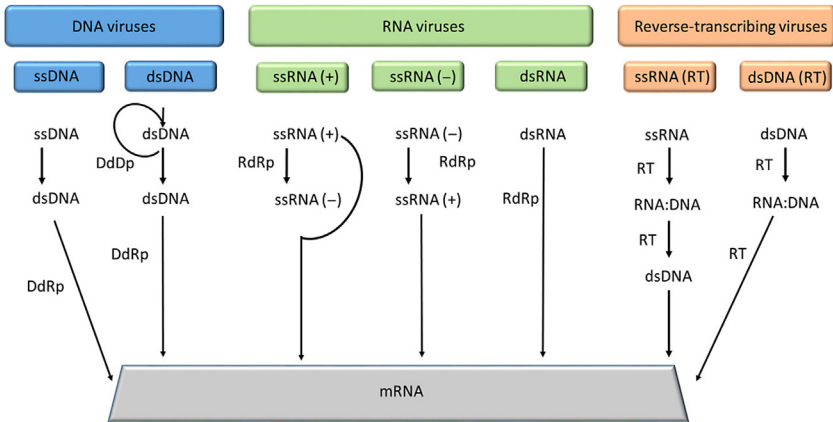 DNA viruses
RNA viruses
Reverse-transcribing viruses
ssDNA
dsDNA
ssRNA (+)
ssRNA (−)
dsRNA
ssRNA (RT)
dsDNA (RT)
ssDNA
dsDNA
ssRNA (+)
ssRNA (−)
dsRNA
ssRNA
dsDNA
DdDp
RdRp
RdRp
RT
RT
dsDNA
dsDNA
ssRNA (−)
ssRNA (+)
RdRp
RNA:DNA
RNA:DNA
RT
DdRp
DdRp
RT
dsDNA
mRNA